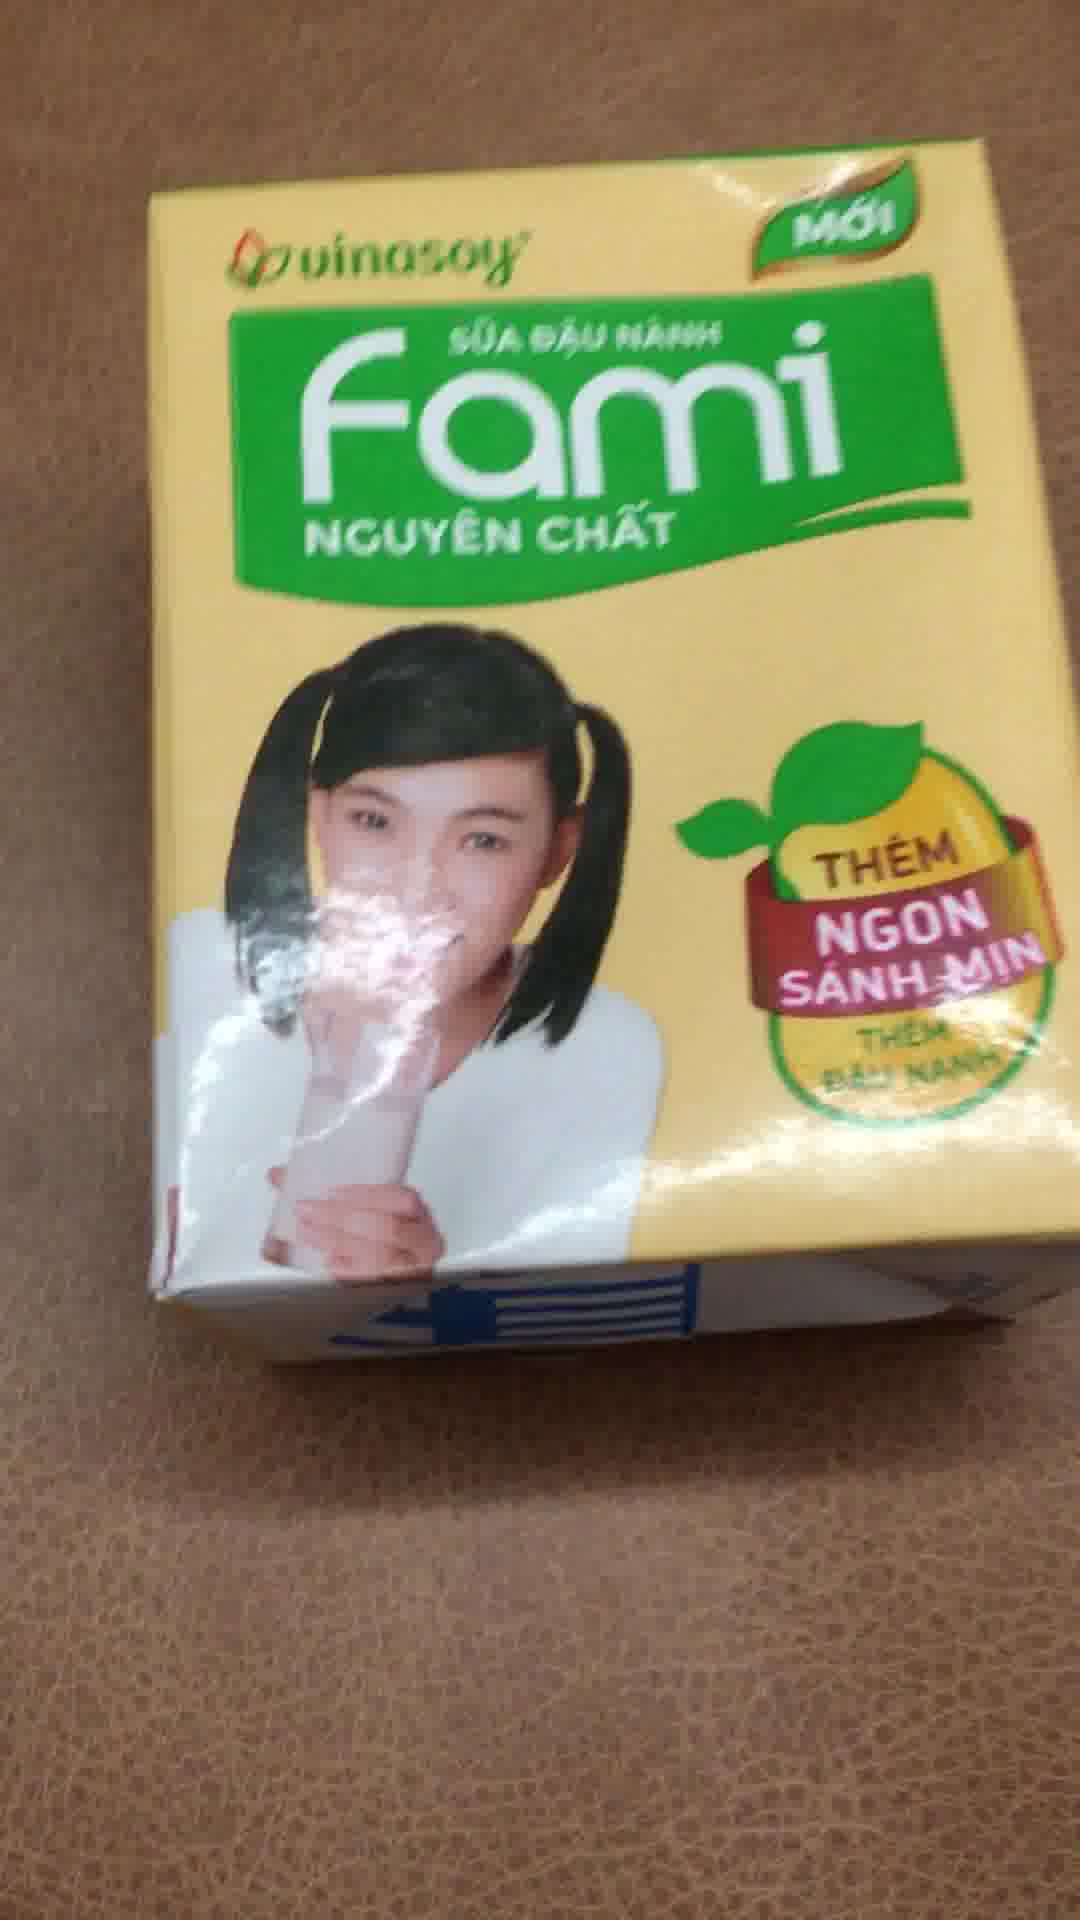 vinasoy
MỚI
SỮA ĐẬU NÀNH
Fami
NGUYÊN CHẤT
THÊM
NGON
SÁNH MỊN
THÊM
ĐẬU NÀNH